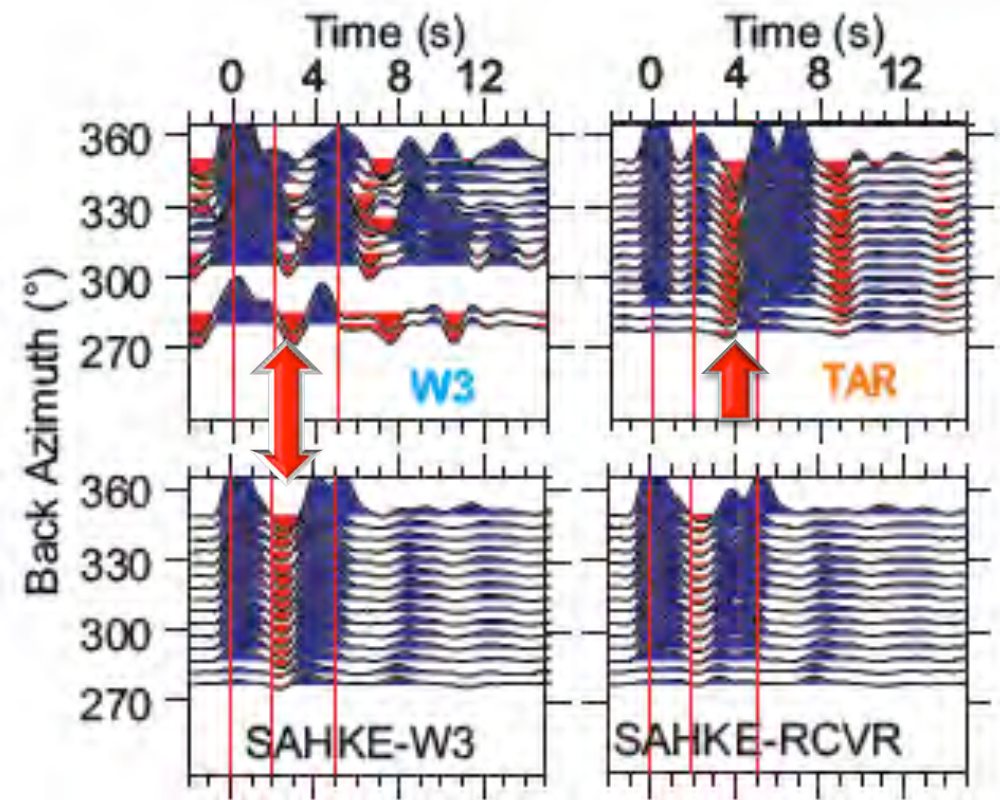 Time (s)
Time (s)
0 4 8 12
0 4 8 12
Back Azimuth (°)
360
330
300
270
W3
TAR
360
330
300
270
SAHKE-W3
SAHKE-RCVR